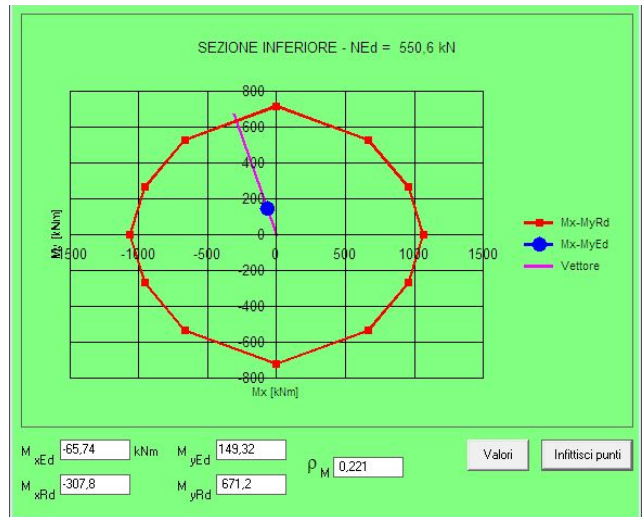 SEZIONE INFERIORE - NEd = 550,6 kN
800
600
400
200
0
-1500 -1000 -500 0 500 1000 1500
-200
-400
-600
-800
[kNm]
Mx [kNm]
Mx-MyRd
Mx-MyEd
Vettore
M xEd -65,74 kNm M yEd 149,32
ρ M 0,221
Valori Infittisci punti
M xRd -307,8 M yRd 671,2